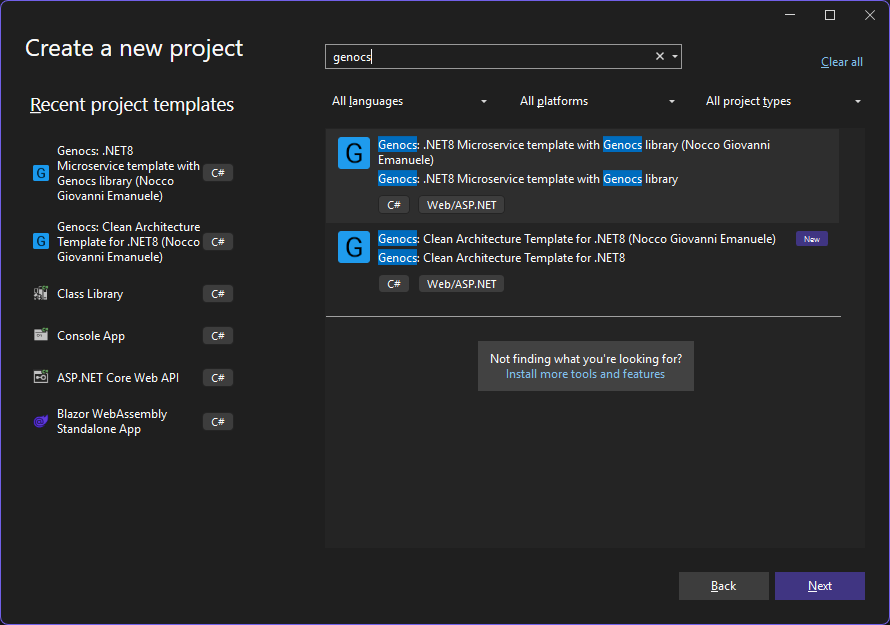 Create a new project
genocs
Clear all
Recent project templates
All languages
All platforms
All project types
G
Genocs: .NET8
Microservice template with
Genocs library (Nocco
Giovanni Emanuele)
C#
G
Genocs: Clean Architecture
Template for .NET8 (Nocco
Giovanni Emanuele)
C#
Class Library
C#
Console App
C#
ASP.NET Core Web API
C#
Blazor WebAssembly
Standalone App
C#
G
Genocs: .NET8 Microservice template with Genocs library (Nocco Giovanni
Emanuele)
Genocs: .NET8 Microservice template with Genocs library
C#
Web/ASP.NET
G
Genocs: Clean Architecture Template for .NET8 (Nocco Giovanni Emanuele)
New
Genocs: Clean Architecture Template for .NET8
C#
Web/ASP.NET
Not finding what you're looking for?
Install more tools and features
Back
Next